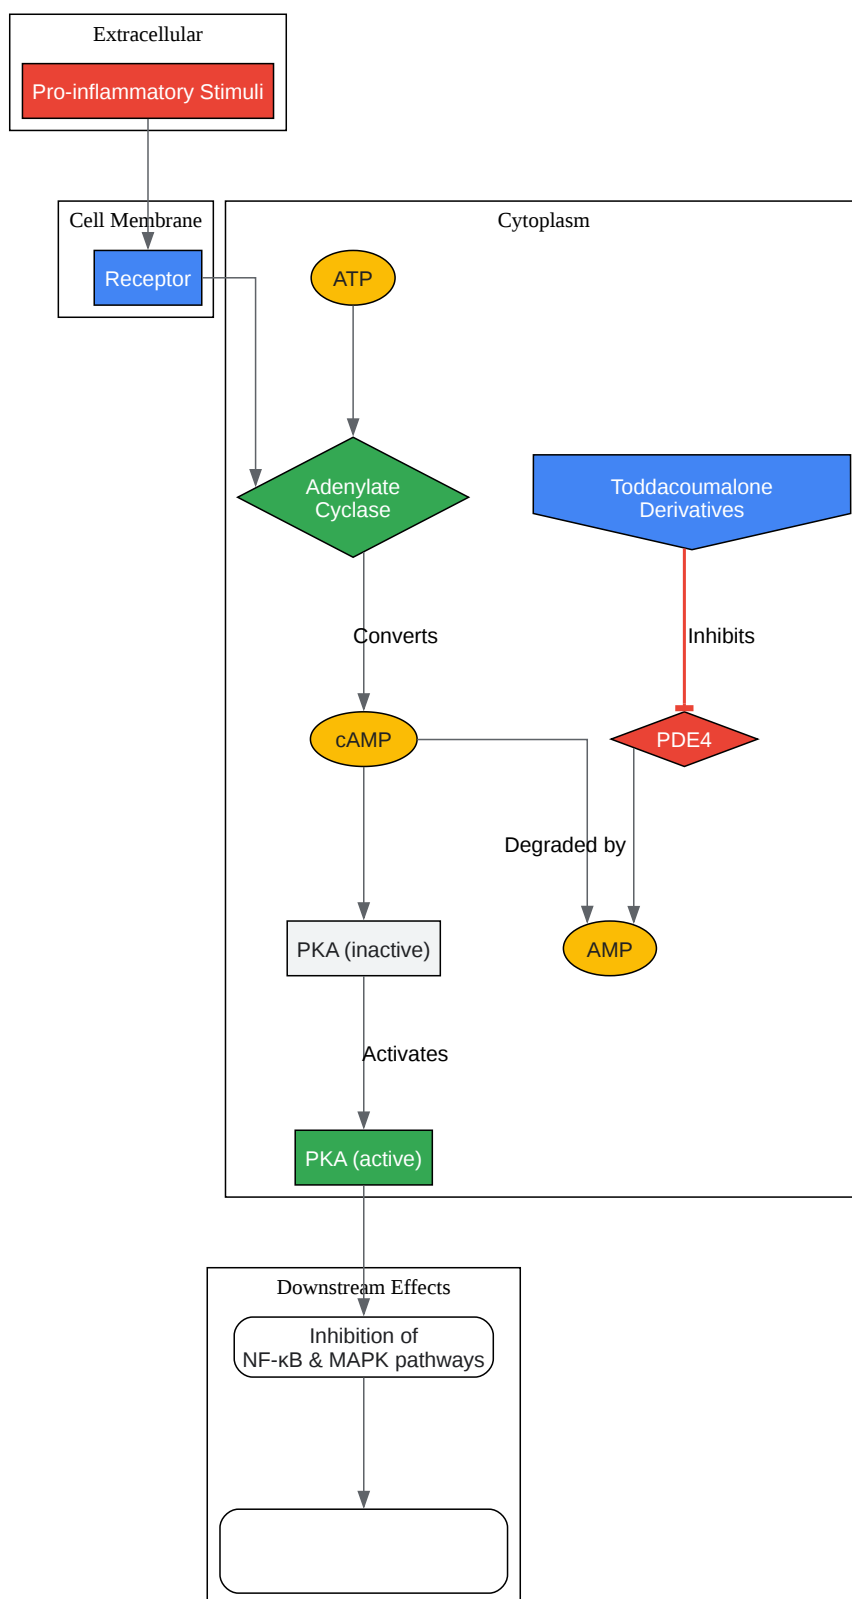 Extracellular
Pro-inflammatory Stimuli
Cell Membrane
Cytoplasm
Receptor
ATP
Adenylate
Cyclase
Toddacoumalone
Derivatives
Converts
Inhibits
cAMP
PDE4
Degraded by
PKA (inactive)
AMP
Activates
PKA (active)
Downstream Effects
Inhibition of
NF-κB & MAPK pathways